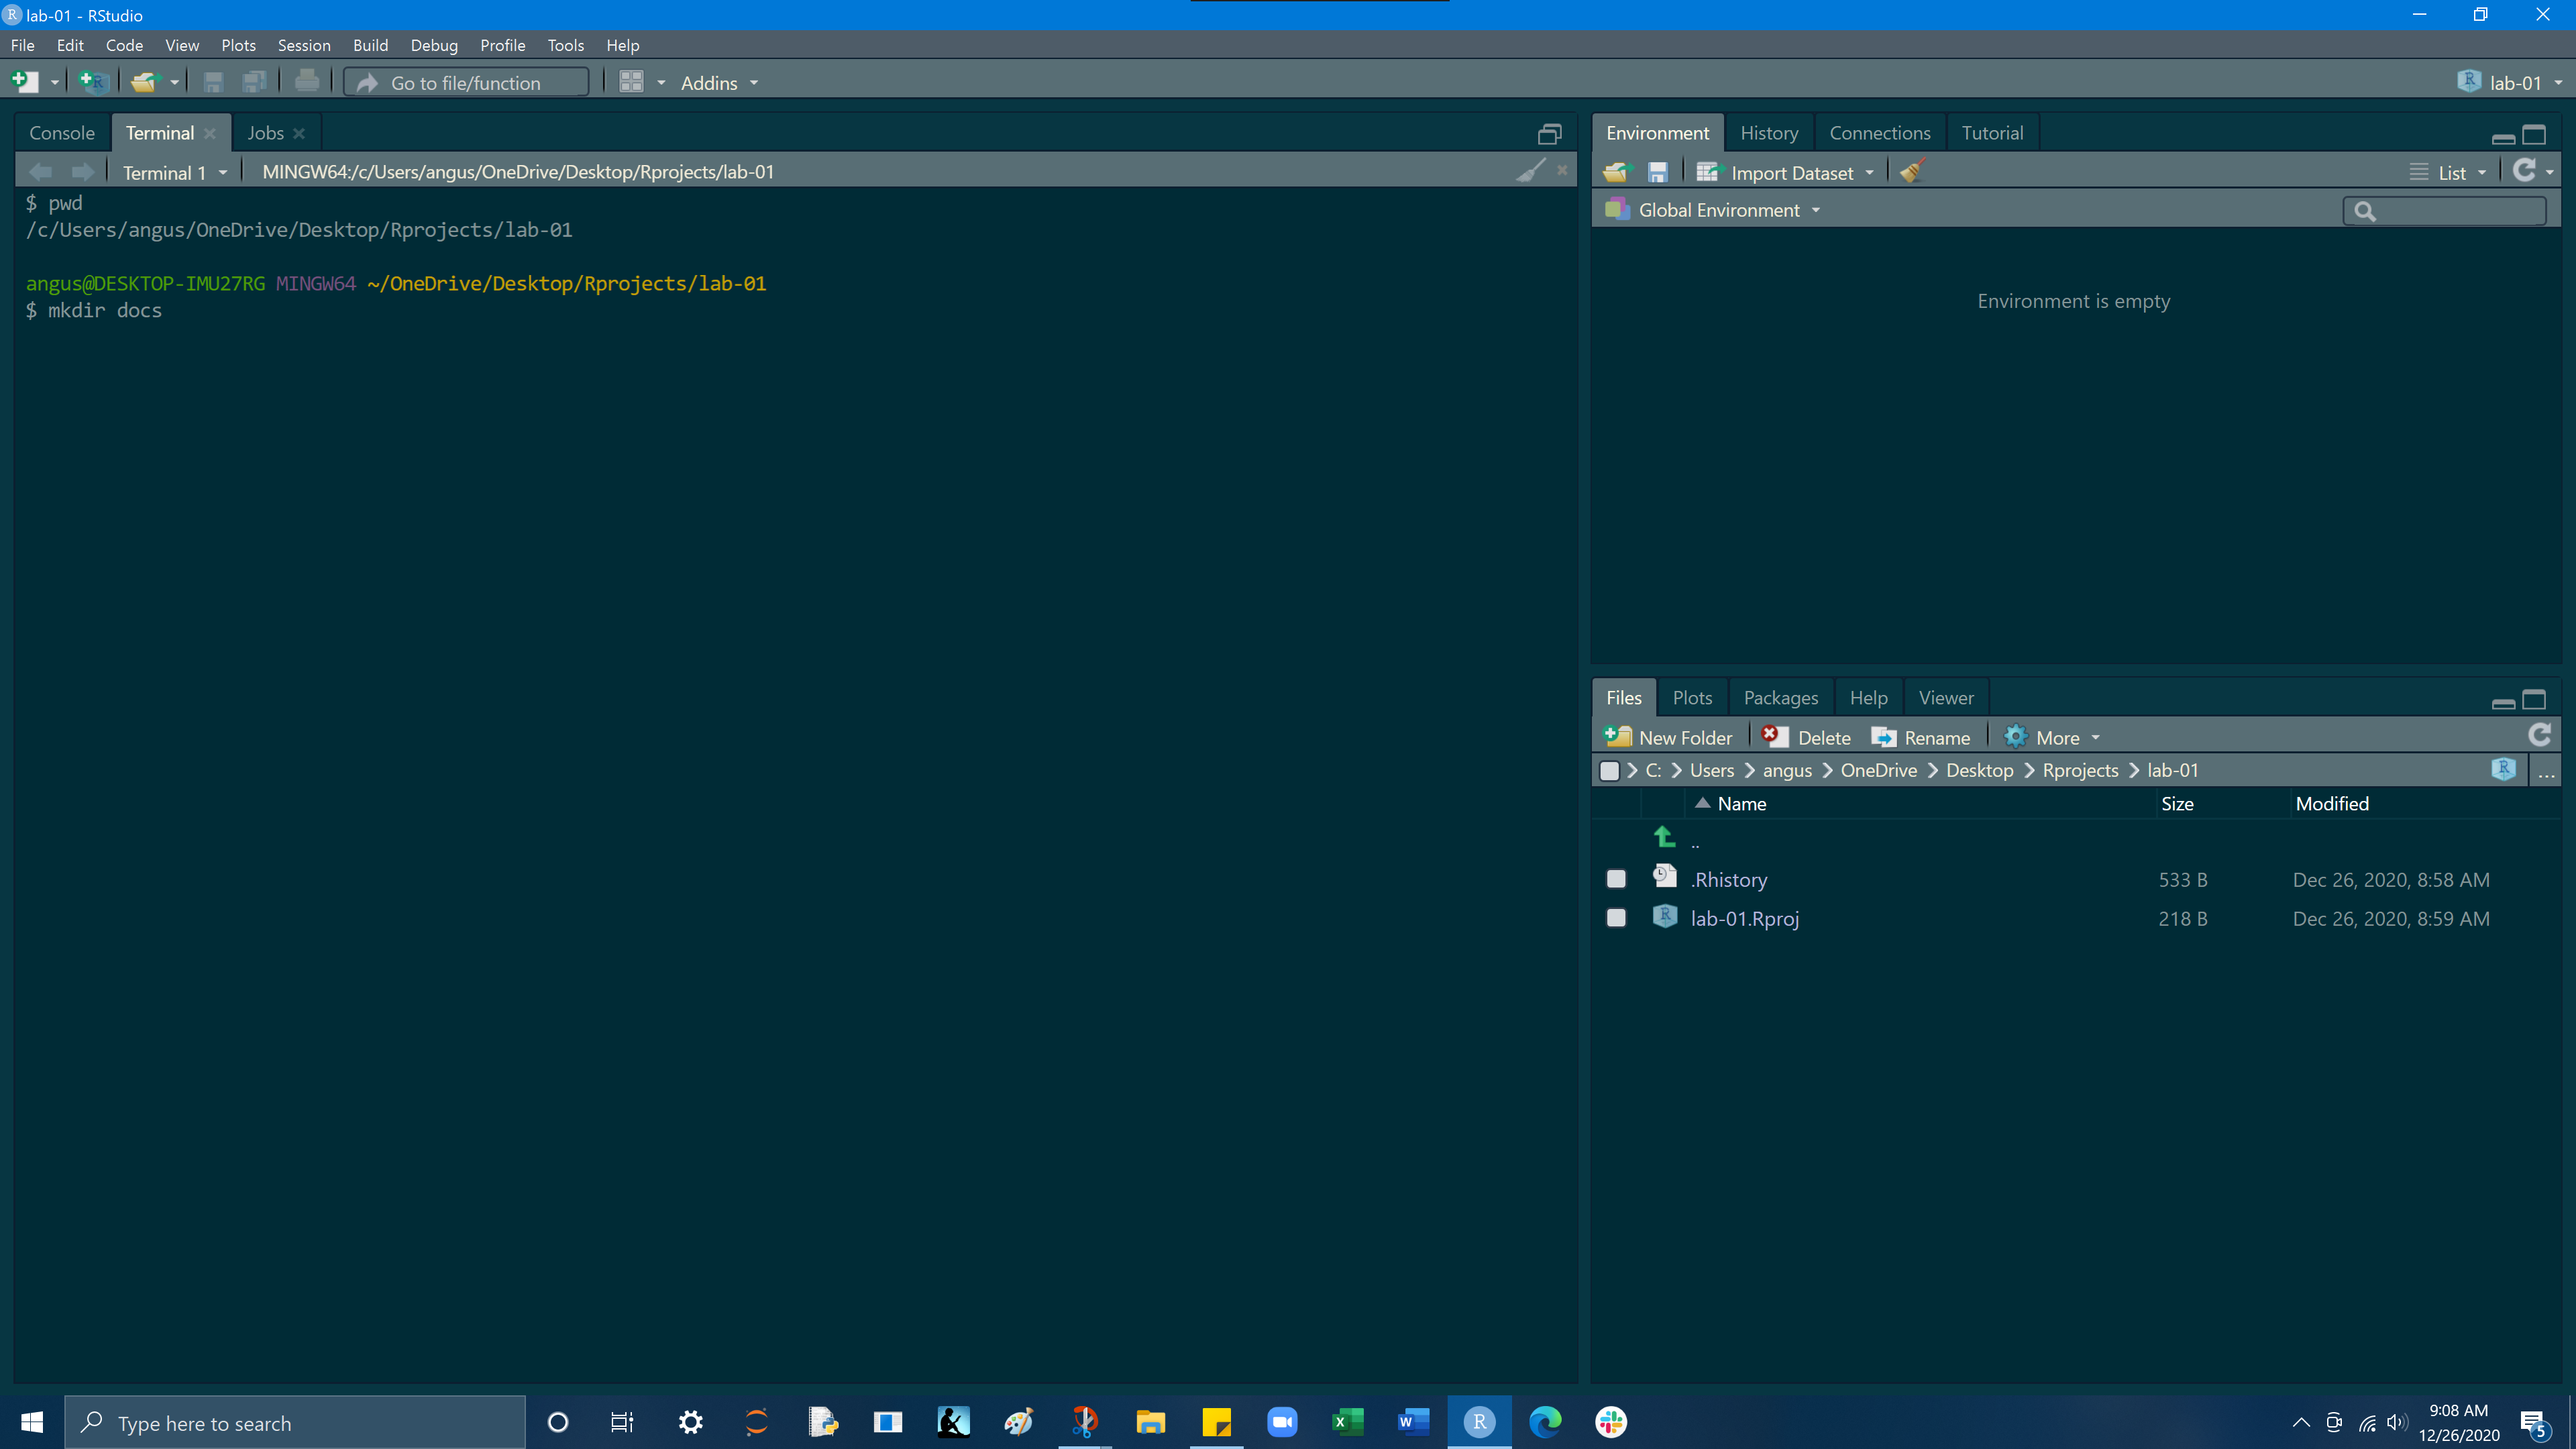 R lab-01 - RStudio
File Edit Code View Plots Session Build Debug Profile Tools Help
Go to file/function Addins R lab-01
Console Terminal Jobs
Terminal 1 MINGW64:/c/Users/angus/OneDrive/Desktop/Rprojects/lab-01
$ pwd
/c/Users/angus/OneDrive/Desktop/Rprojects/lab-01
angus@DESKTOP-IMU27RG MINGW64 ~/OneDrive/Desktop/Rprojects/lab-01
$ mkdir docs
Environment History Connections Tutorial
Import Dataset List
Global Environment
Environment is empty
Files Plots Packages Help Viewer
New Folder Delete Rename More
C: Users angus OneDrive Desktop Rprojects lab-01 R ...
Name Size Modified
..
.Rhistory 533 B Dec 26, 2020, 8:58 AM
R lab-01.Rproj 218 B Dec 26, 2020, 8:59 AM
Type here to search X W R 9:08 AM
12/26/2020 5